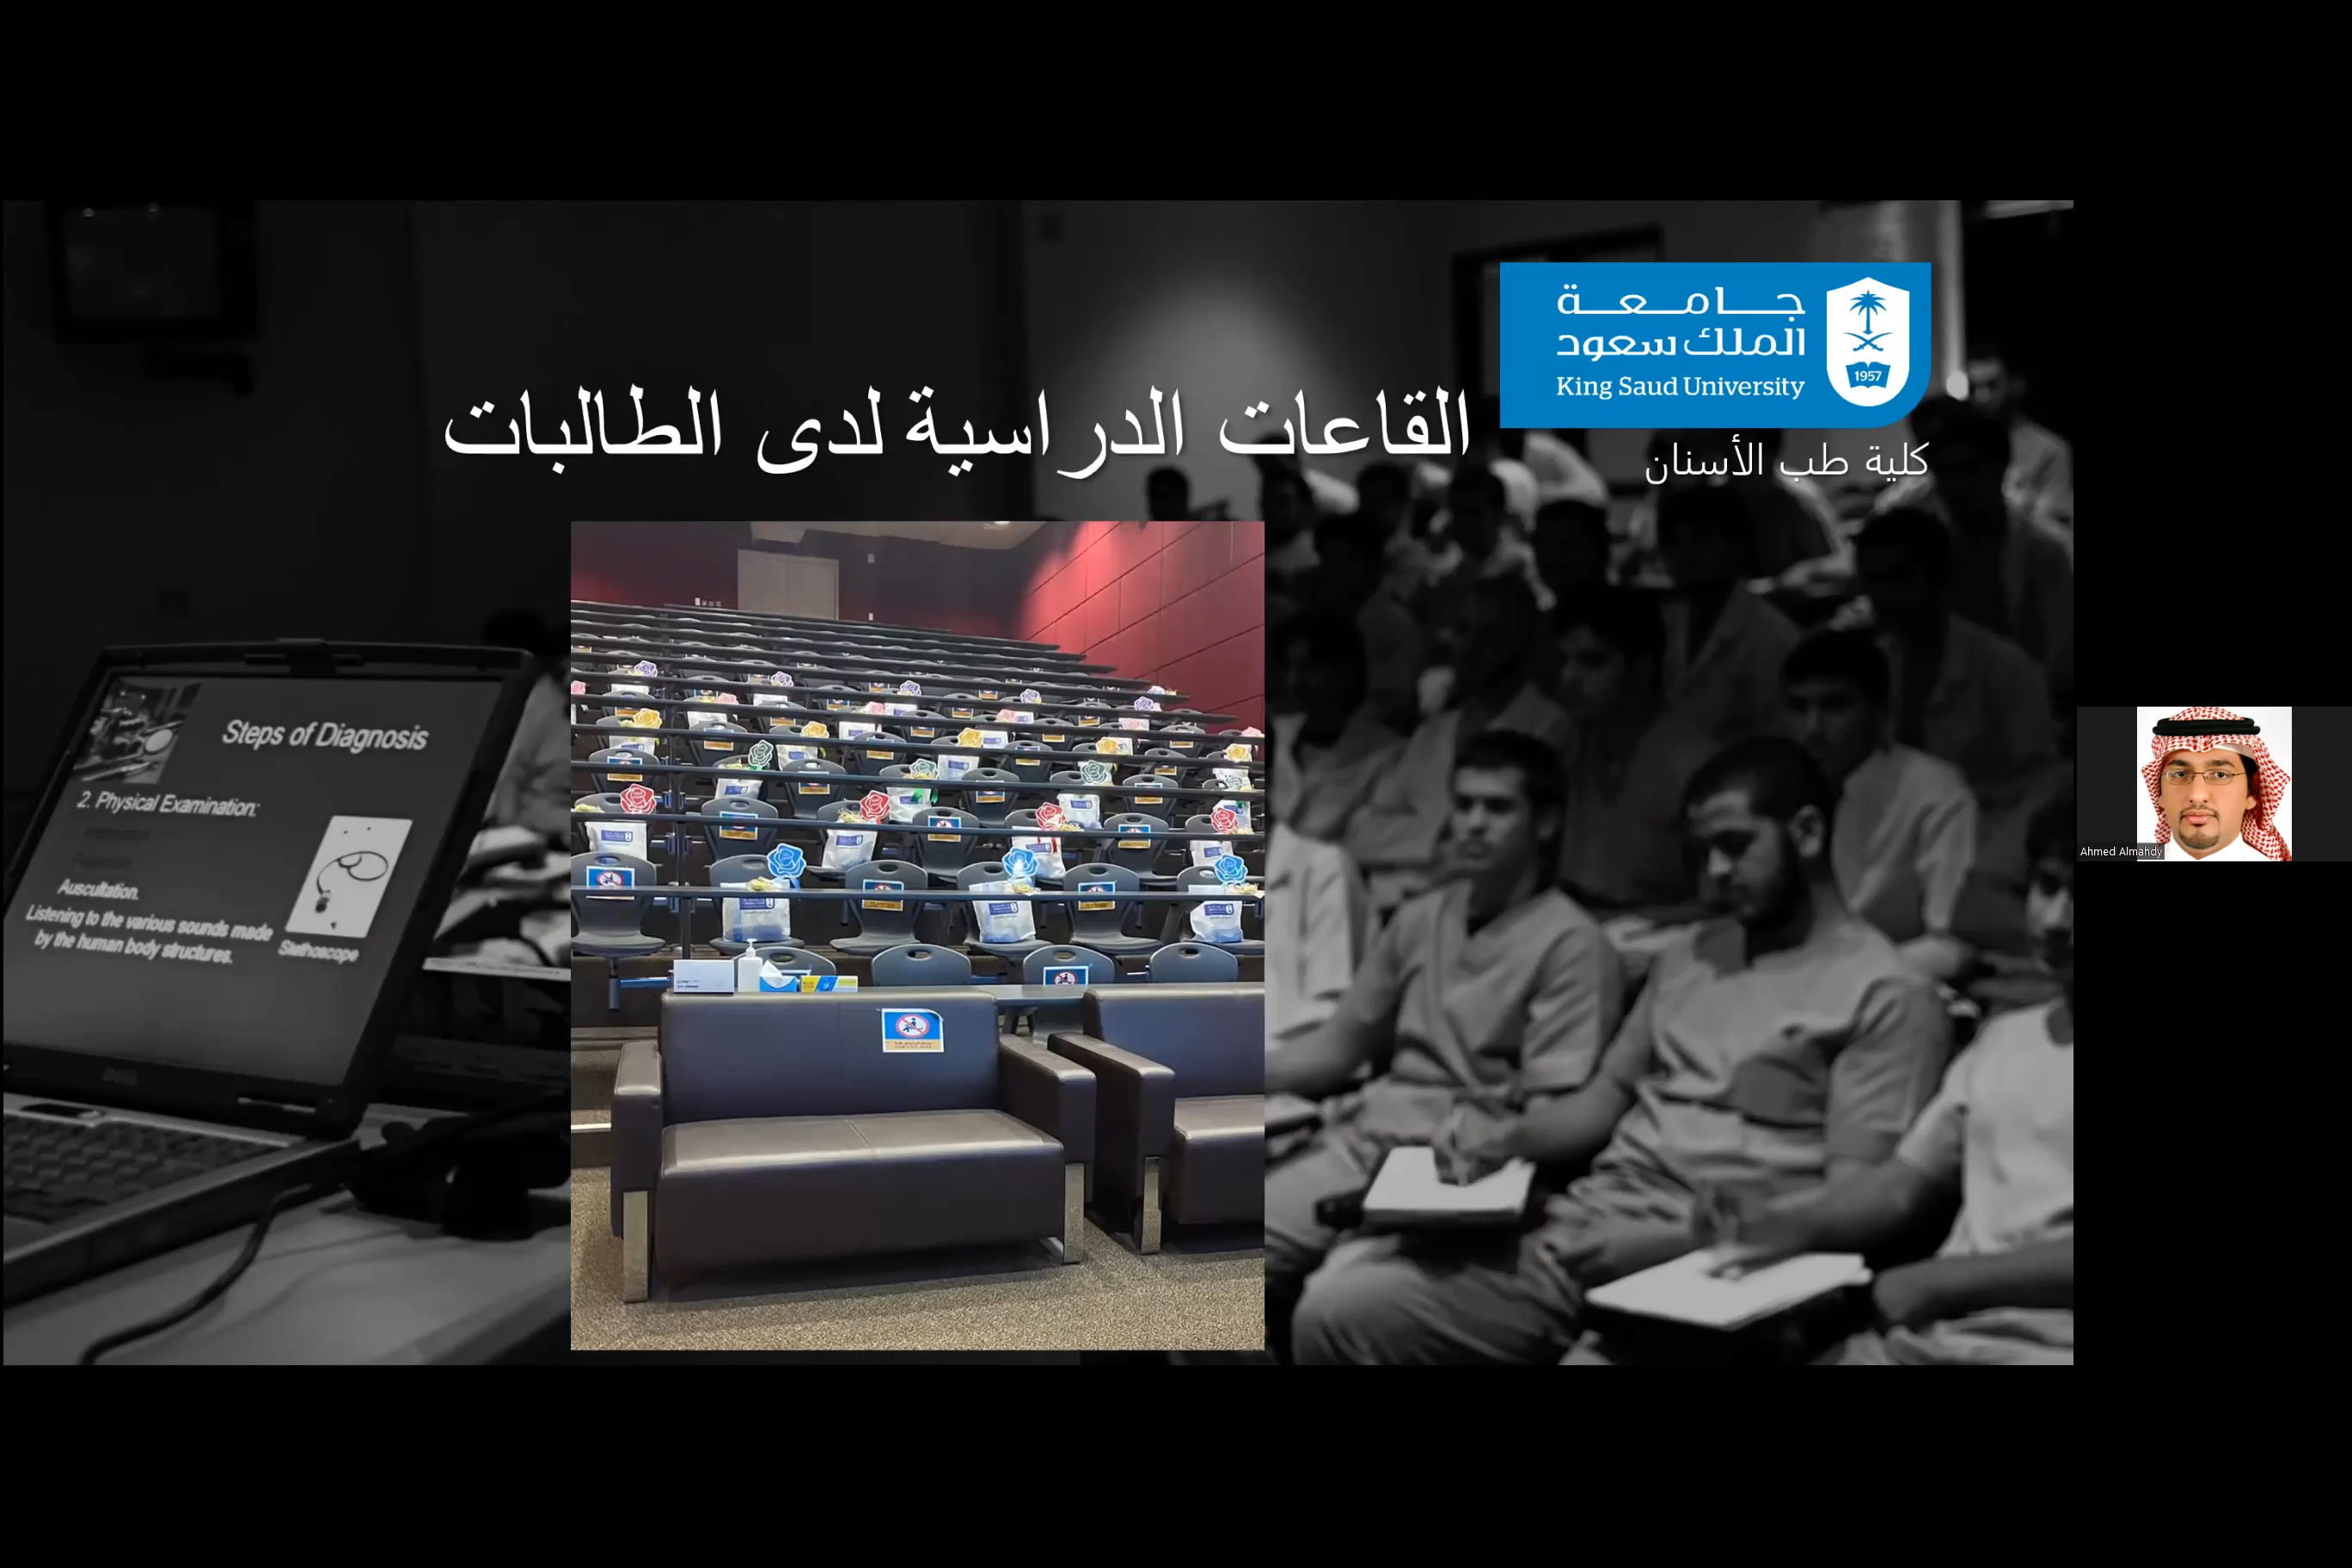 جامعة
الملك سعود
King Saud University
1957
كلية طب الأسنان
القاعات الدراسية لدى الطالبات
Steps of Diagnosis
2. Physical Examination:
Auscultation.
Listening to the various sounds made
by the human body structures.
Stethoscope
DELL
Ahmed Almahdy